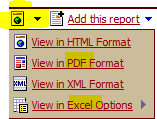 Add this report
View in HTML Format
View in PDF Format
XML View in XML Format
View in Excel Options